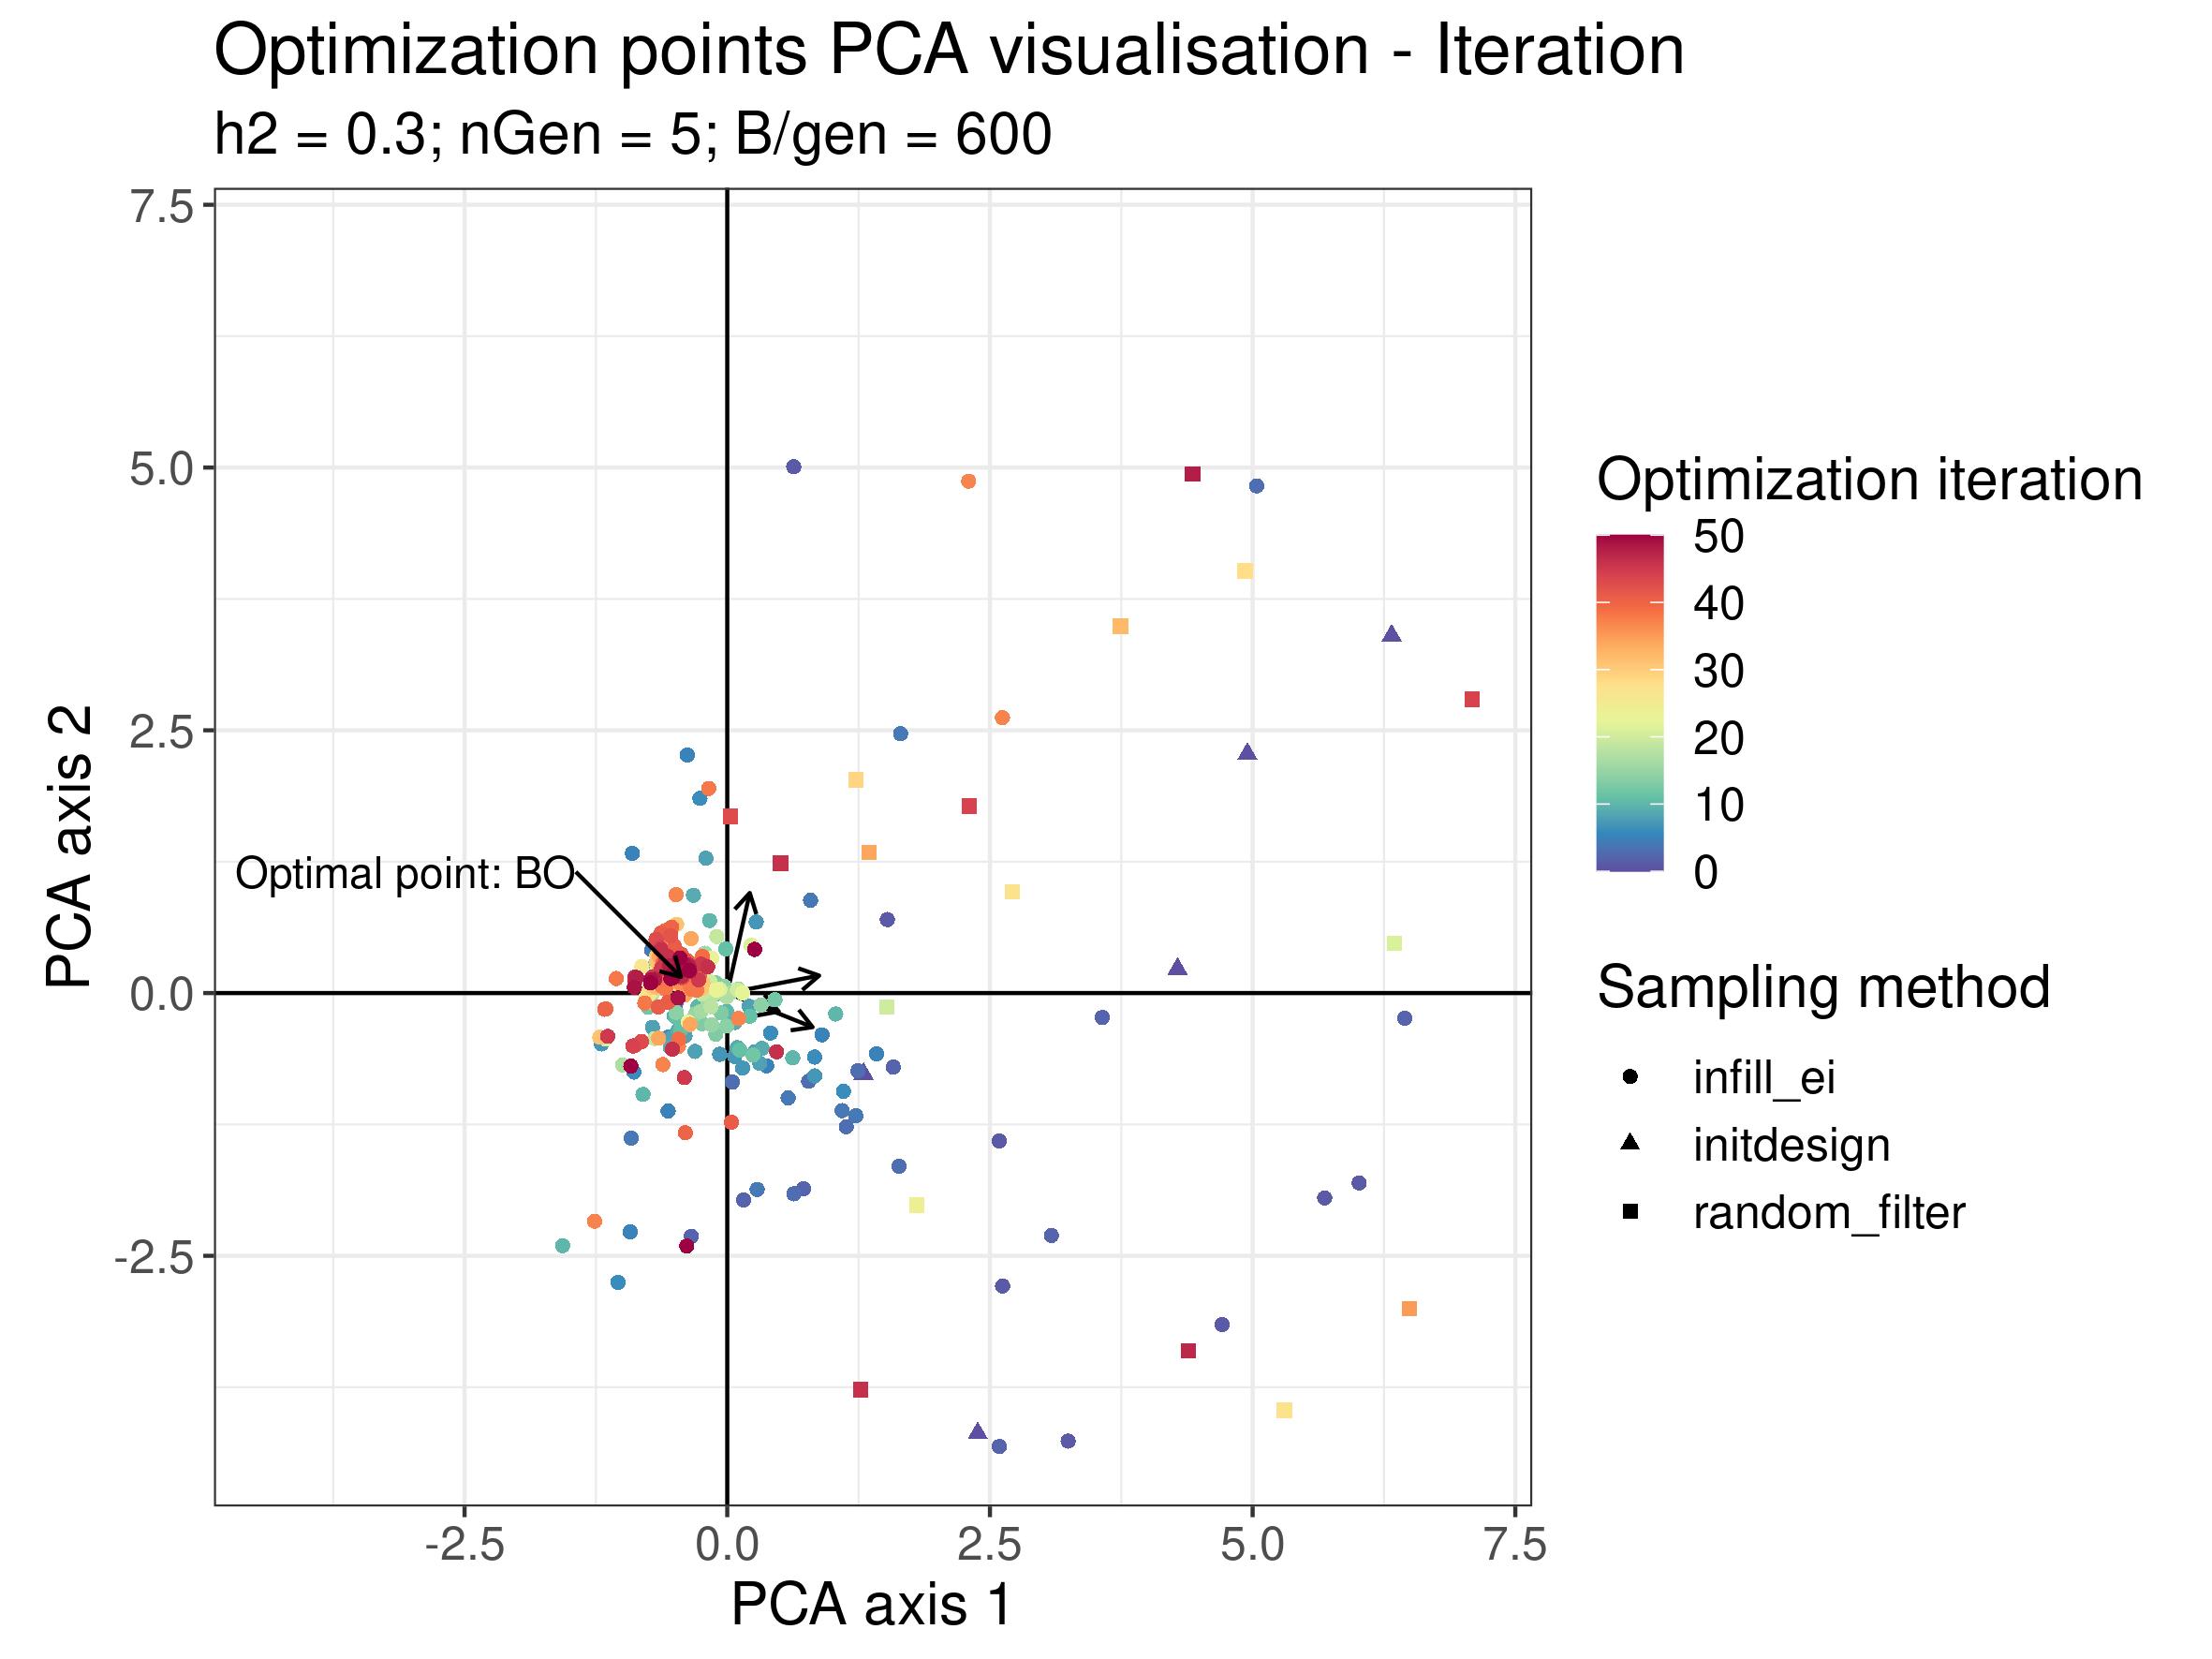 Optimization points PCA visualisation - Iteration
h2 = 0.3; nGen = 5; B/gen = 600
7.5
5.0
2.5
0.0
-2.5
PCA axis 2
Optimal point: BO
-2.5
0.0
2.5
5.0
7.5
PCA axis 1
Optimization iteration
50
40
30
20
10
0
Sampling method
infill_ei
initdesign
random_filter